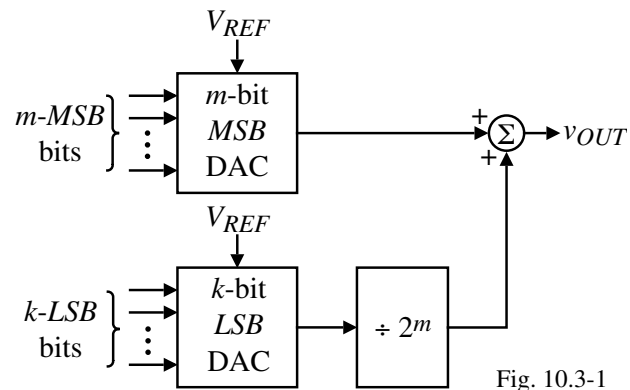 V_REF
m-MSB
bits
m-bit
MSB
DAC
+
+
Σ
v_OUT
V_REF
k-LSB
bits
k-bit
LSB
DAC
÷ 2^m
Fig. 10.3-1